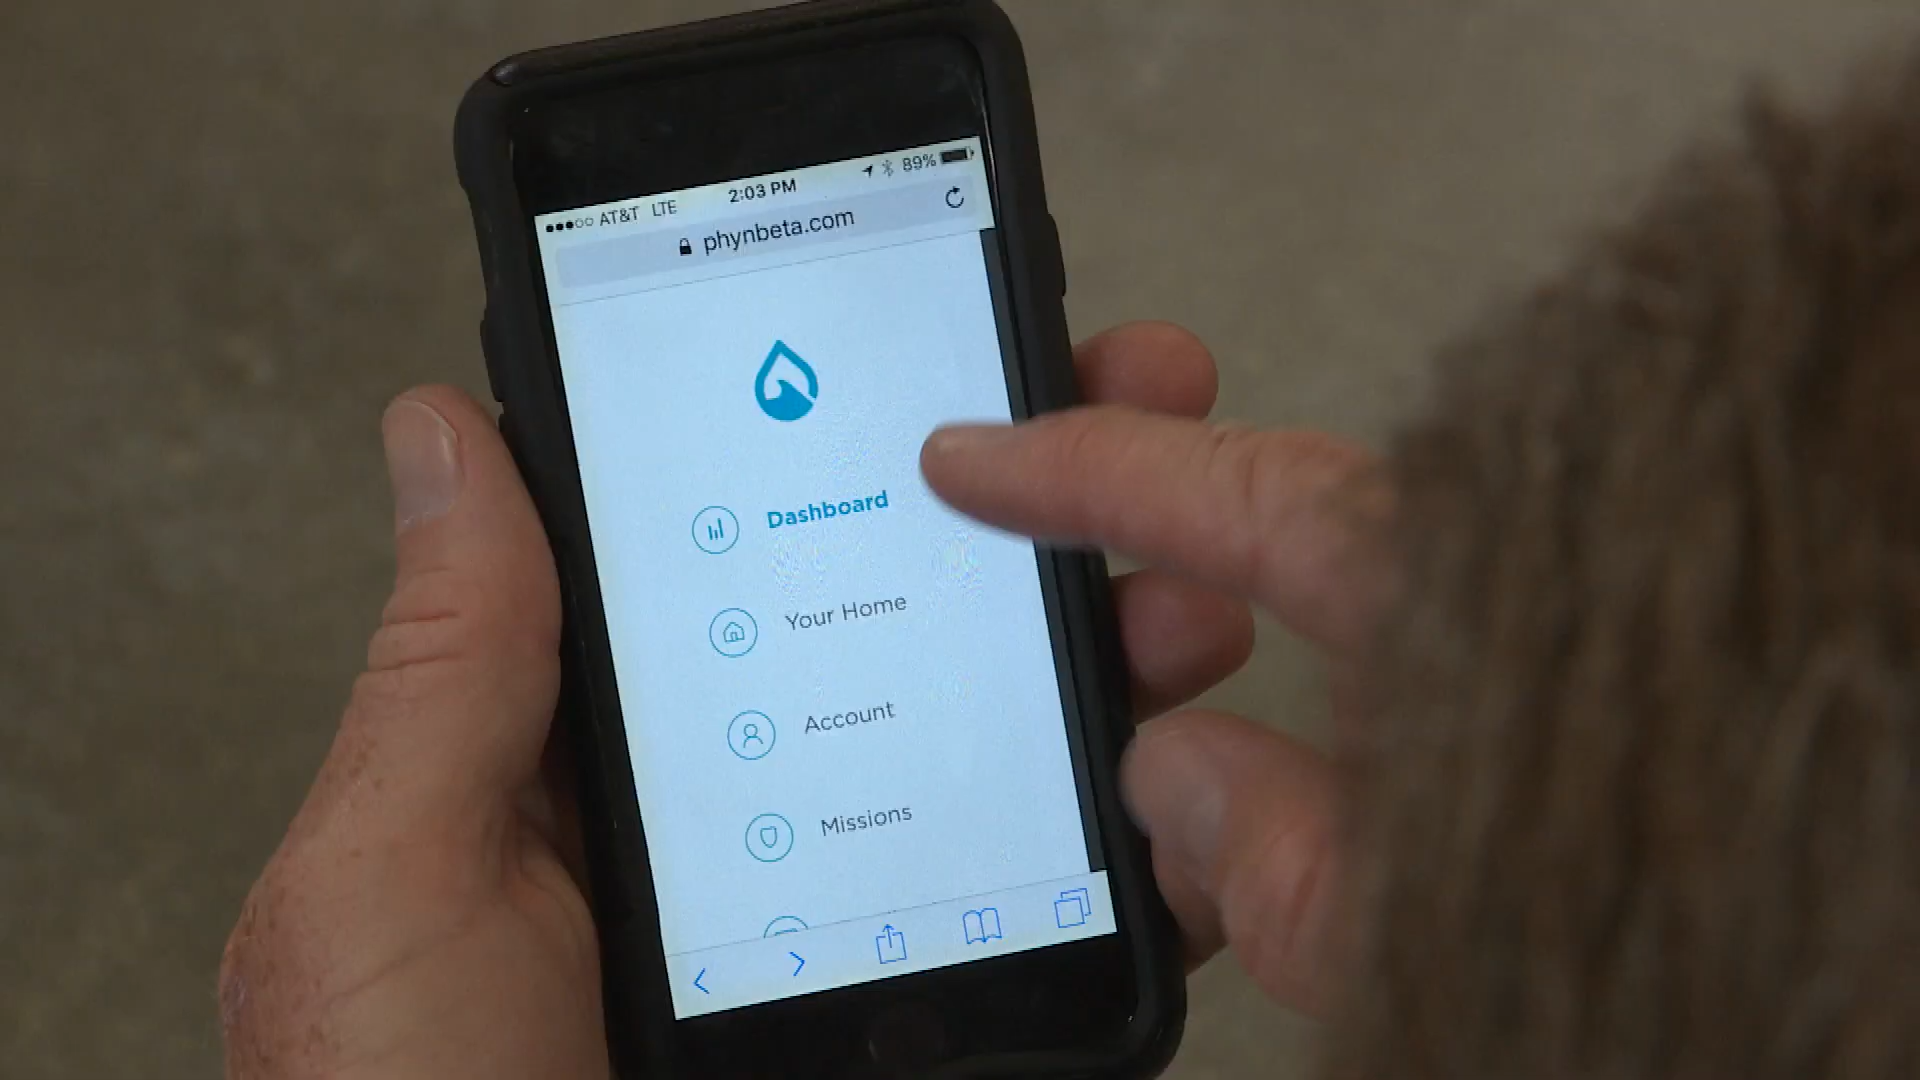 AT&T LTE 2:03 PM 89%
phynbeta.com
Dashboard
Your Home
Account
Missions